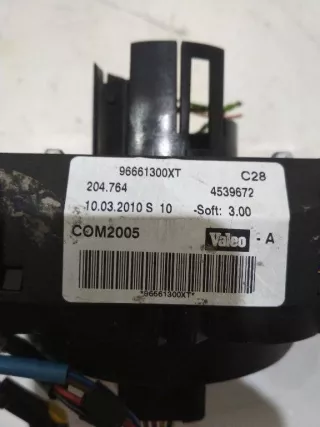 96661300XT C28
204.764 4539672
10.03.2010 S 10 -Soft: 3.00
COM2005 Valeo - A
*96661300XT*